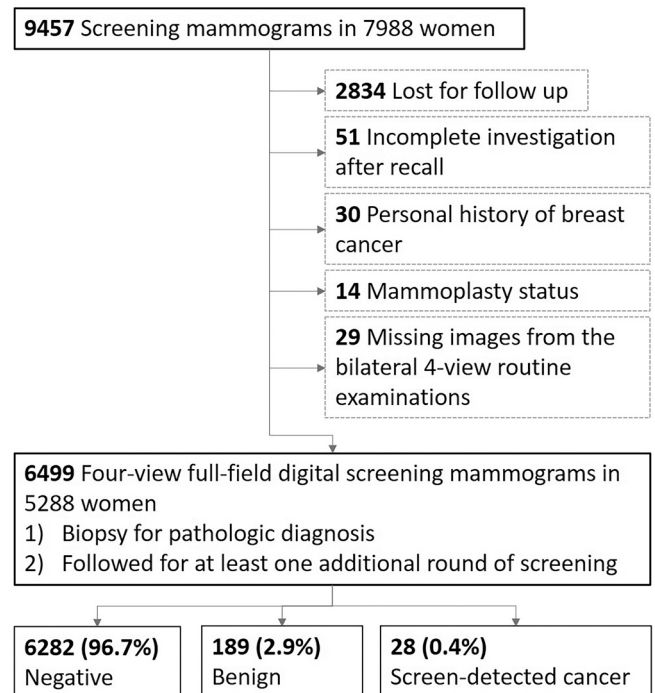 9457 Screening mammograms in 7988 women
2834 Lost for follow up
51 Incomplete investigation
after recall
30 Personal history of breast
cancer
14 Mammoplasty status
29 Missing images from the
bilateral 4-view routine
examinations
6499 Four-view full-field digital screening mammograms in
5288 women
1) Biopsy for pathologic diagnosis
2) Followed for at least one additional round of screening
6282 (96.7%)
Negative
189 (2.9%)
Benign
28 (0.4%)
Screen-detected cancer